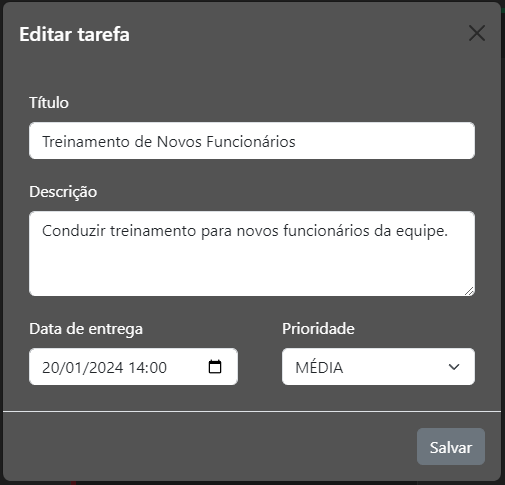 Editar tarefa
Título
Treinamento de Novos Funcionários
Descrição
Conduzir treinamento para novos funcionários da equipe.
Data de entrega
Prioridade
20/01/2024 14:00
MÉDIA
Salvar